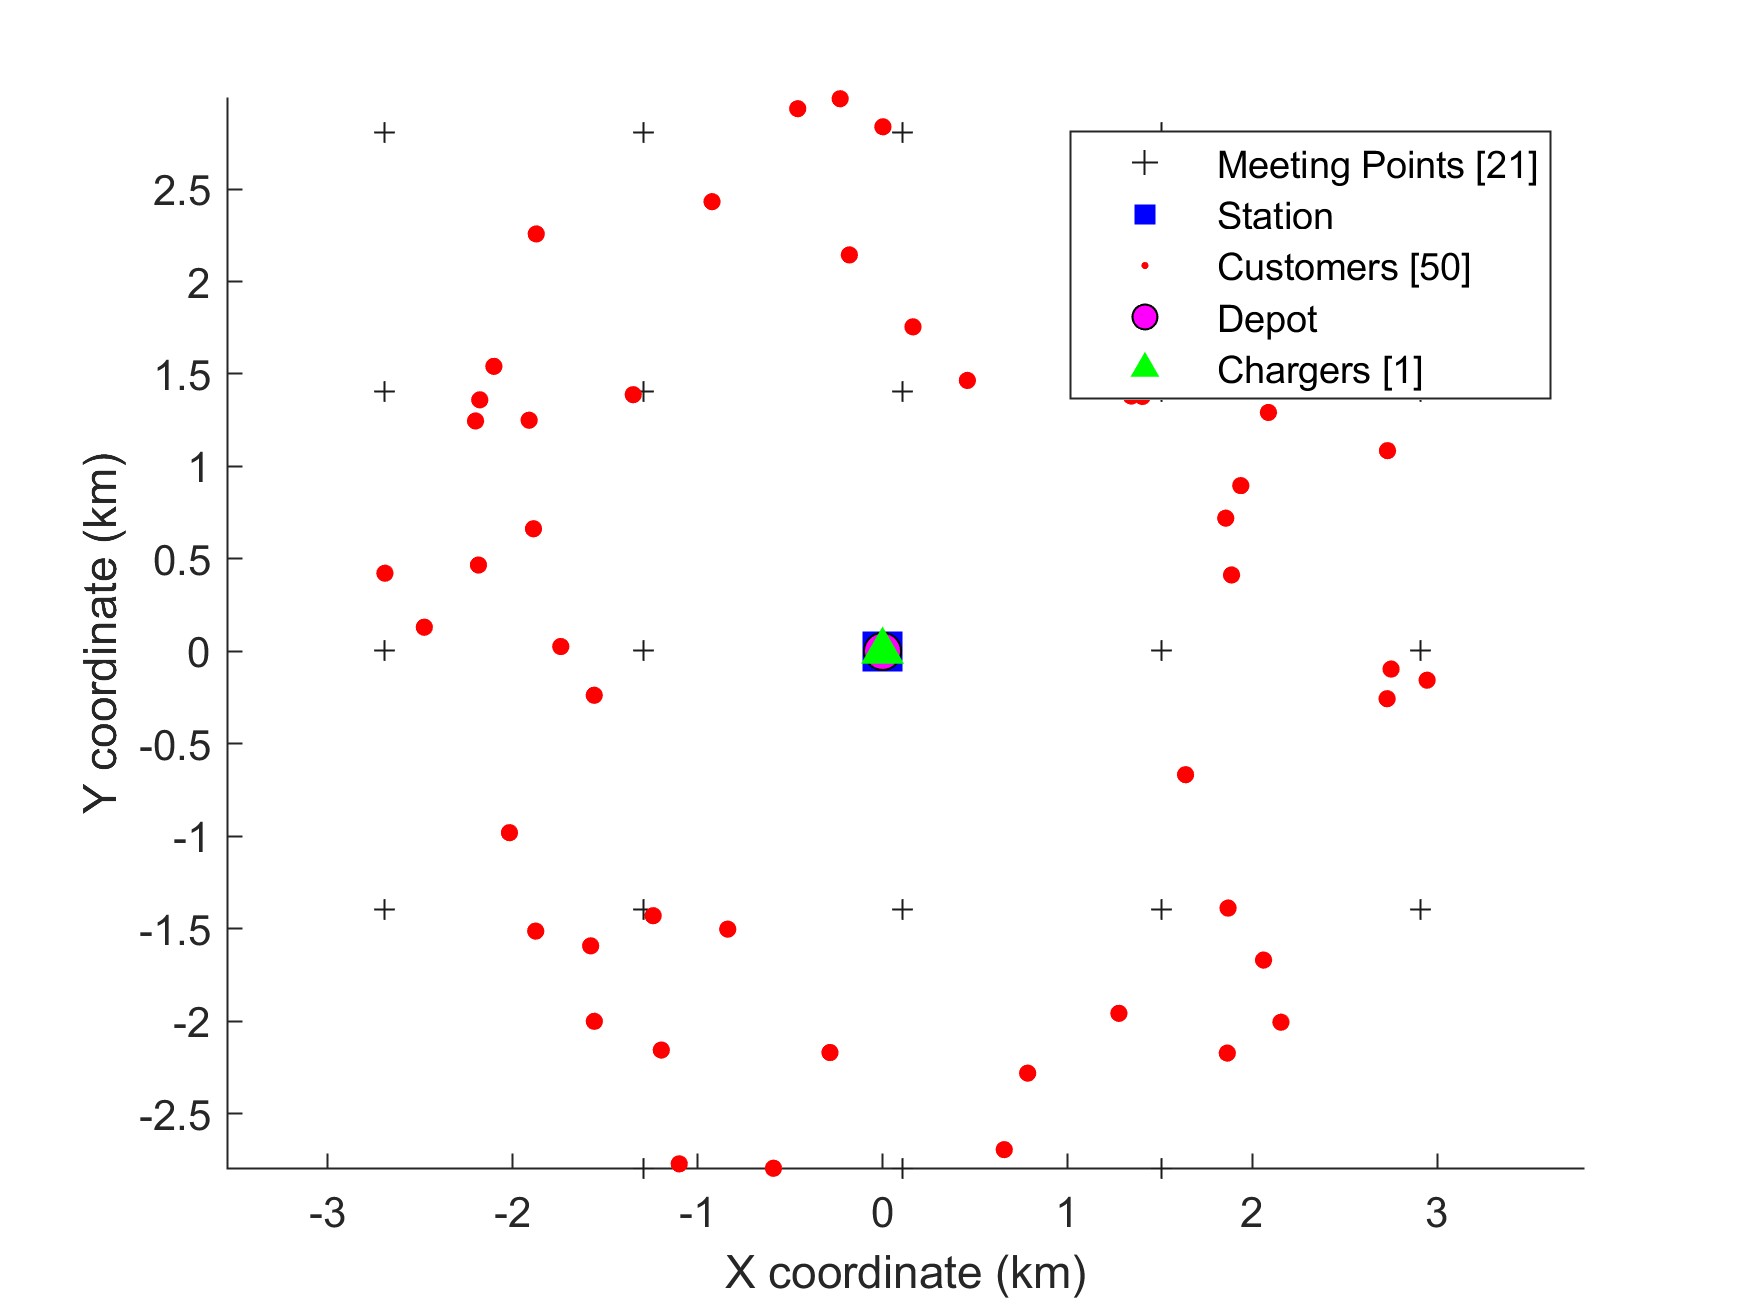 Meeting Points [21]
Station
Customers [50]
Depot
Chargers [1]
2.5
2
1.5
1
0.5
0
-0.5
-1
-1.5
-2
-2.5
Y coordinate (km)
-3 -2 -1 0 1 2 3
X coordinate (km)